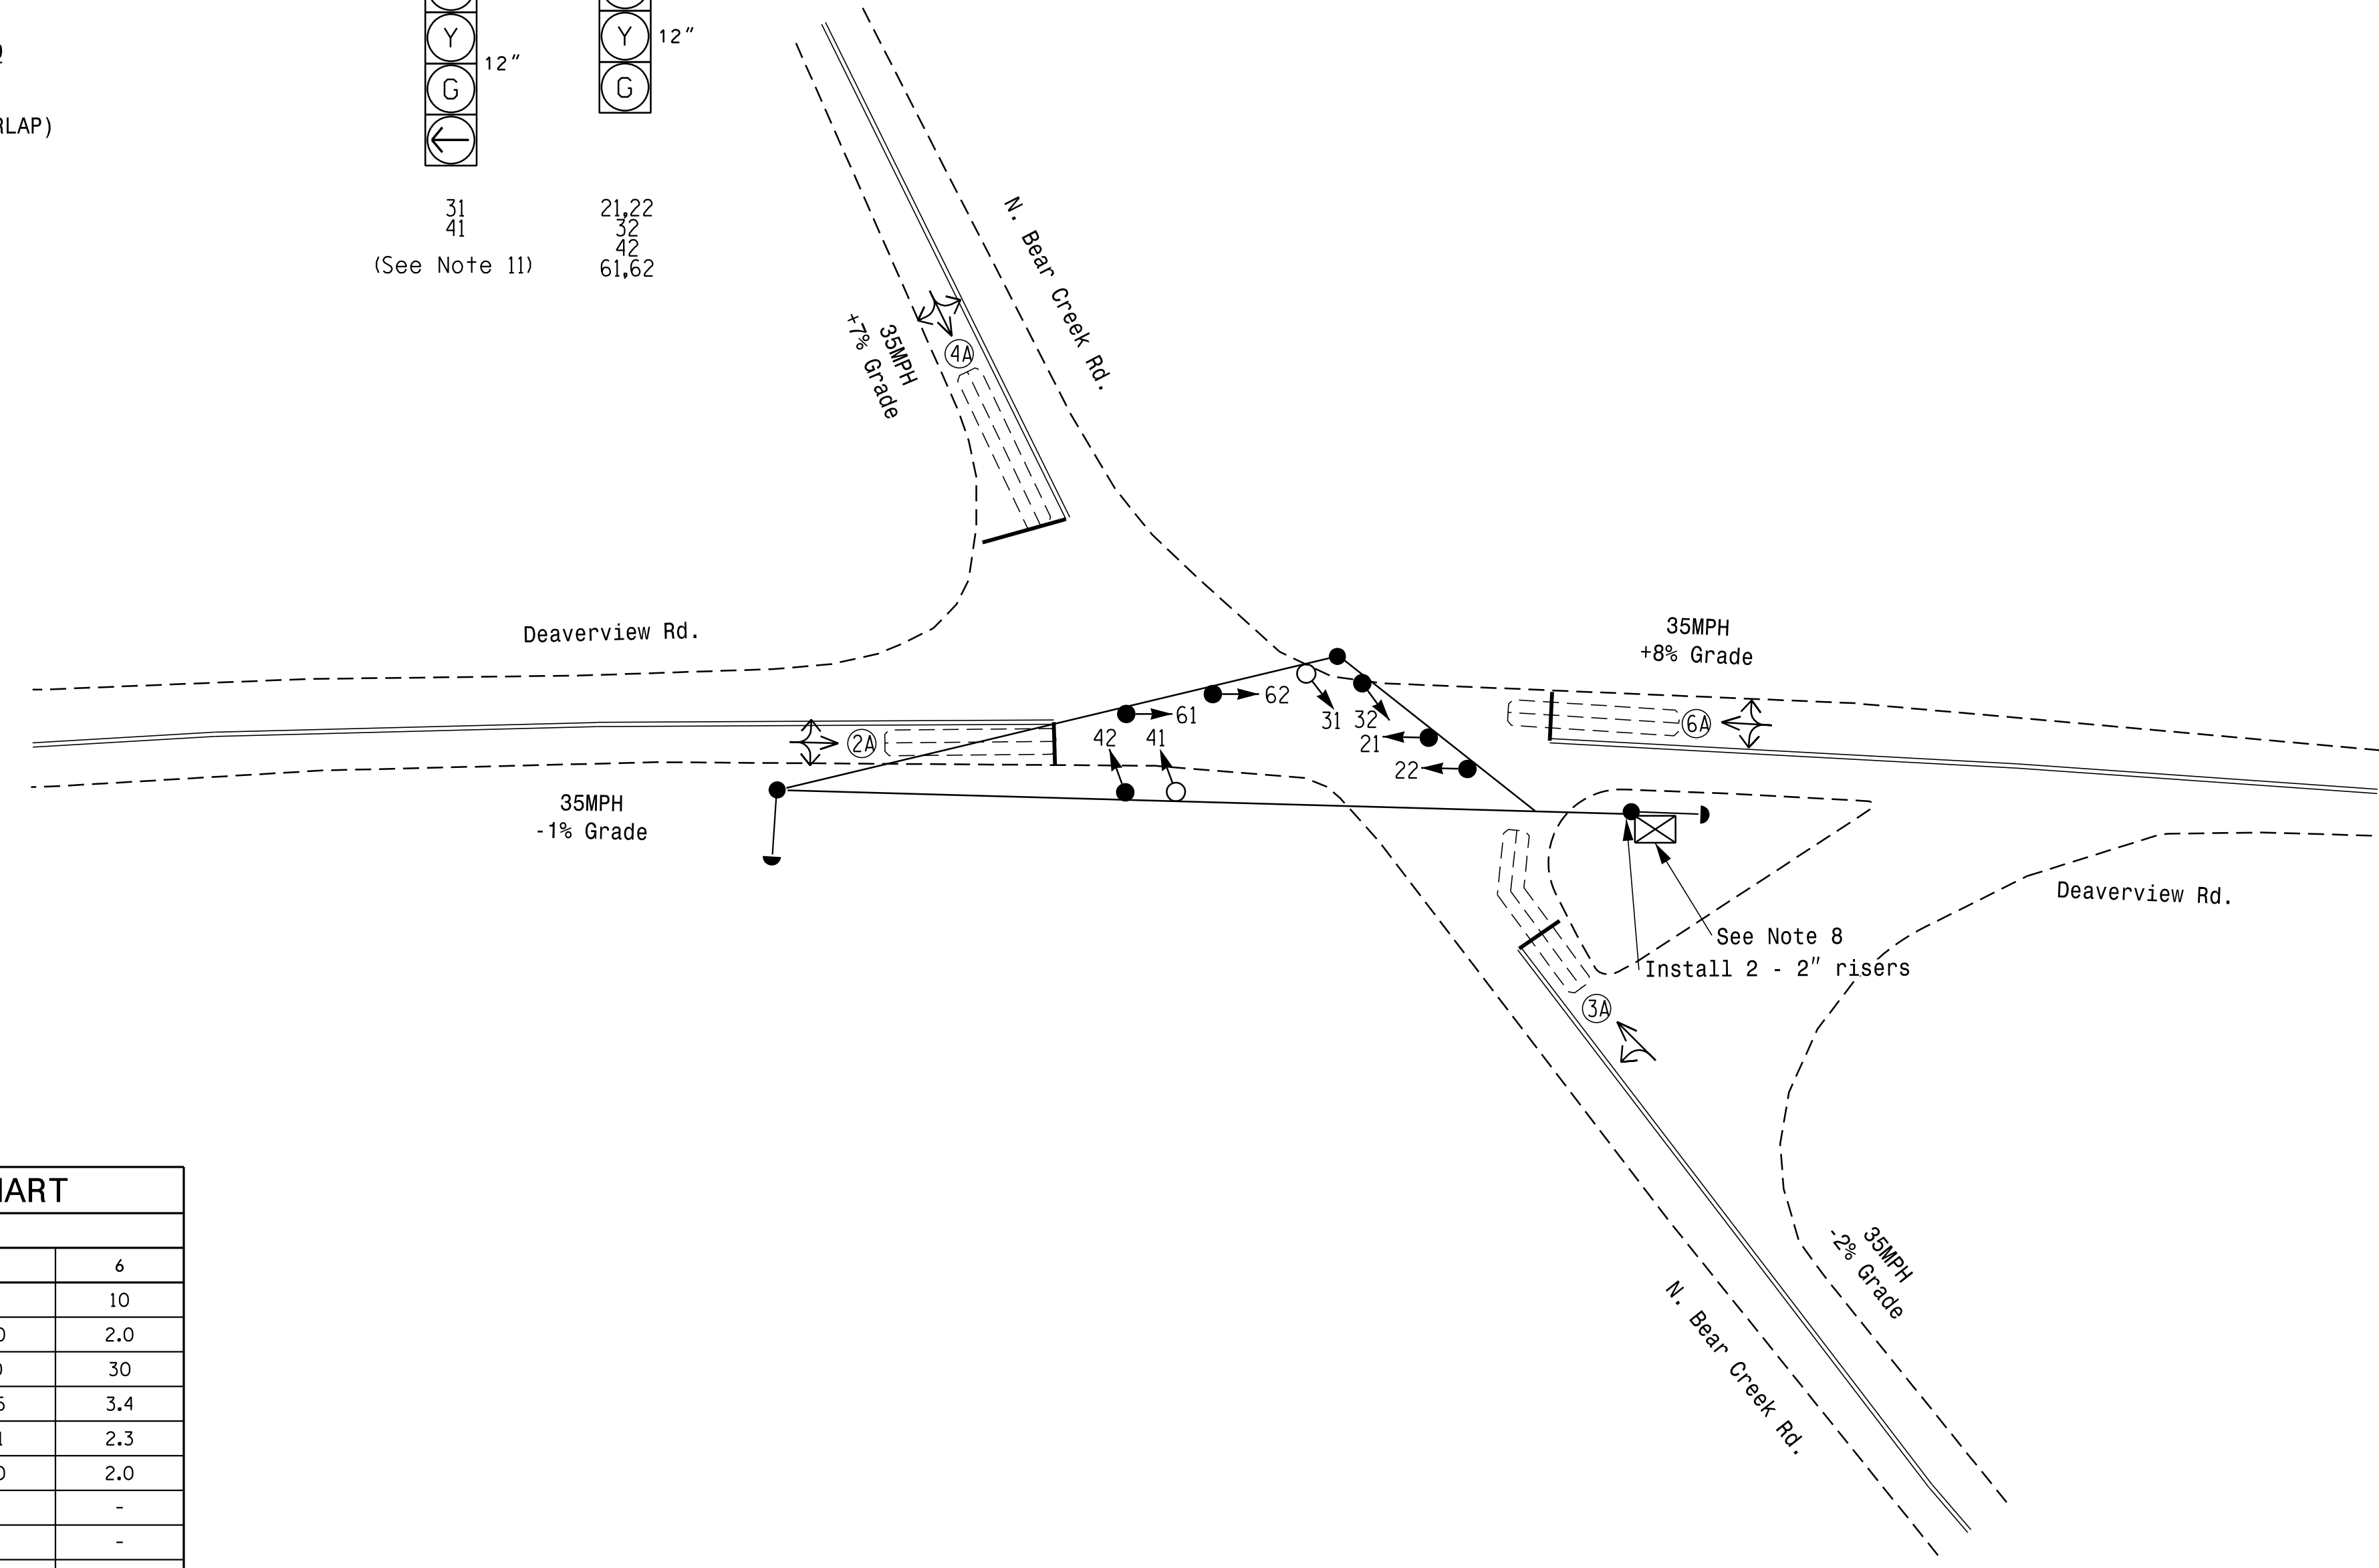 Y
12"
G
Y
12"
G
RLAP)
31
41
(See Note 11)
21,22
32
42
61,62
N. Bear Creek Rd.
35MPH
+7% Grade
4A
Deaverview Rd.
35MPH
+8% Grade
62
61
31
32
21
22
42
41
2A
6A
35MPH
-1% Grade
Deaverview Rd.
See Note 8
Install 2 - 2" risers
3A
35MPH
-2% Grade
N. Bear Creek Rd.
HART
6
10
2.0
30
3.4
2.3
2.0
-
-